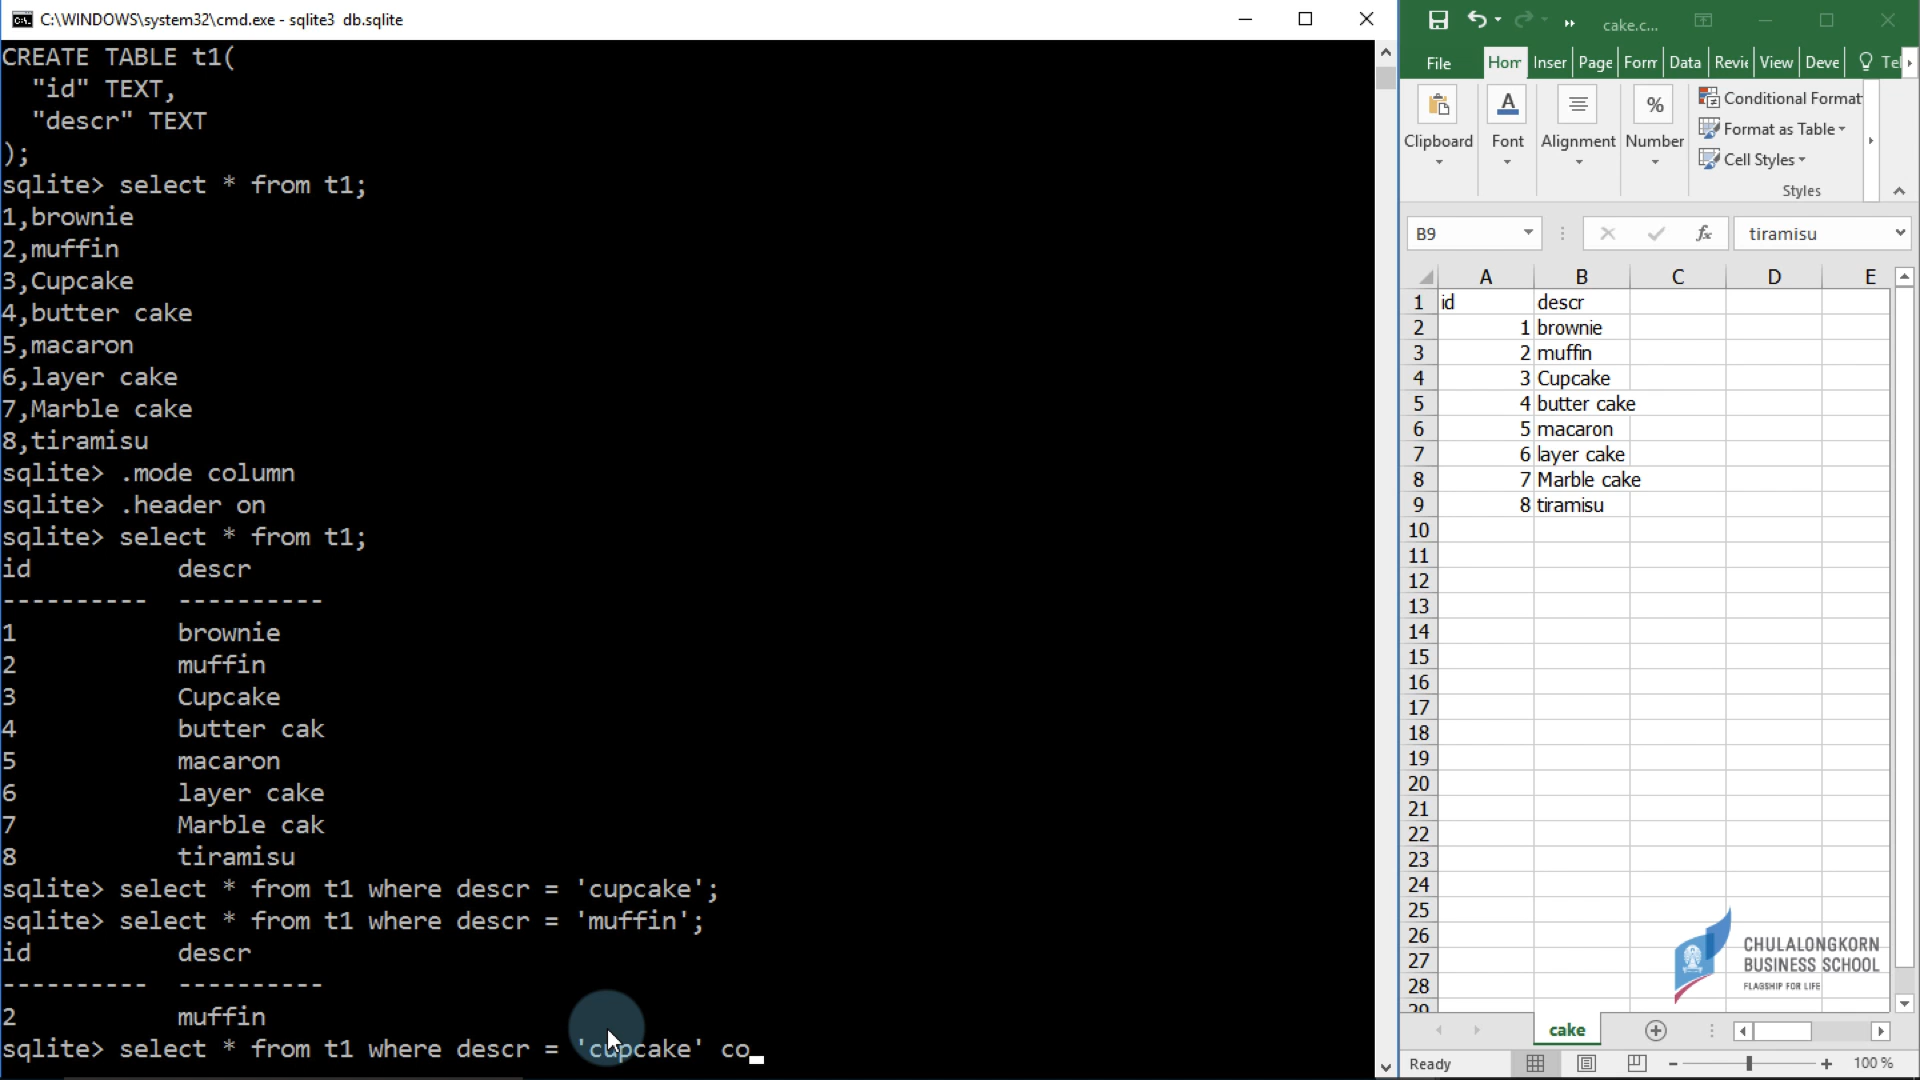 C:\WINDOWS\system32\cmd.exe - sqlite3 db.sqlite
CREATE TABLE t1(
"id" TEXT,
"descr" TEXT
);
sqlite> select * from t1;
1,brownie
2,muffin
3,Cupcake
4,butter cake
5,macaron
6,layer cake
7,Marble cake
8,tiramisu
sqlite> .mode column
sqlite> .header on
sqlite> select * from t1;
id descr
---------- ----------
1 brownie
2 muffin
3 Cupcake
4 butter cak
5 macaron
6 layer cake
7 Marble cak
8 tiramisu
sqlite> select * from t1 where descr = 'cupcake';
sqlite> select * from t1 where descr = 'muffin';
id descr
---------- ----------
2 muffin
sqlite> select * from t1 where descr = 'cupcake' co_
cake.c...
File Hom Inser Page Form Data Revie View Deve Tel
Clipboard Font Alignment Number
Conditional Format
Format as Table
Cell Styles
Styles
B9 fx tiramisu
A B C D E
1 id descr
2 1 brownie
3 2 muffin
4 3 Cupcake
5 4 butter cake
6 5 macaron
7 6 layer cake
8 7 Marble cake
9 8 tiramisu
10
11
12
13
14
15
16
17
18
19
20
21
22
23
24
25
26
27
28
29
CHULALONGKORN
BUSINESS SCHOOL
FLAGSHIP FOR LIFE
cake
Ready 100 %